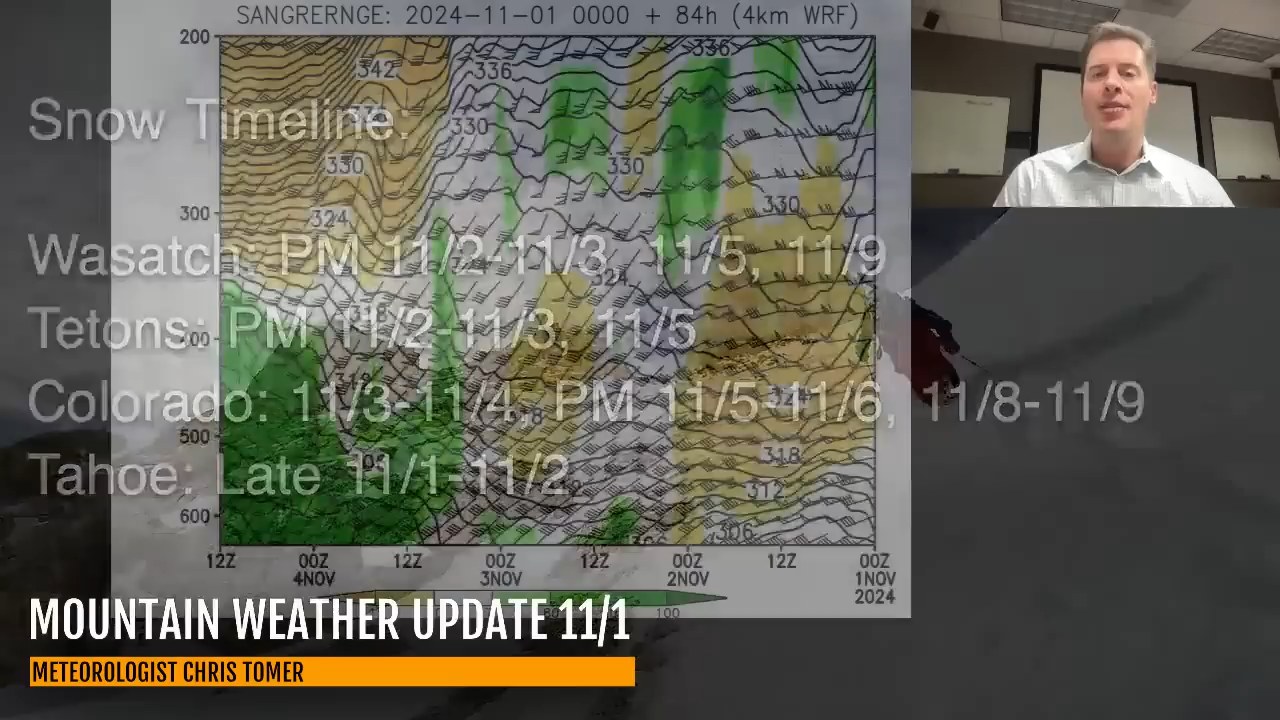 SANGRERNGE: 2024-11-01 0000 + 84h (4km WRF)
200
342
336
336
Snow Timeline.
330
330
330
324
330
300
Wasatch: PM 11/2-11/3, 11/5, 11/9
324
Tetons: PM 11/2-11/3, 11/5
Colorado: 11/3-11/4, PM 11/5-11/6, 11/8-11/9
500
318
Tahoe: Late 11/1-11/2
312
600
306
12Z 00Z 12Z 00Z 12Z 00Z 12Z 00Z
4NOV 3NOV 2NOV 1NOV
2024
100
MOUNTAIN WEATHER UPDATE 11/1
METEOROLOGIST CHRIS TOMER